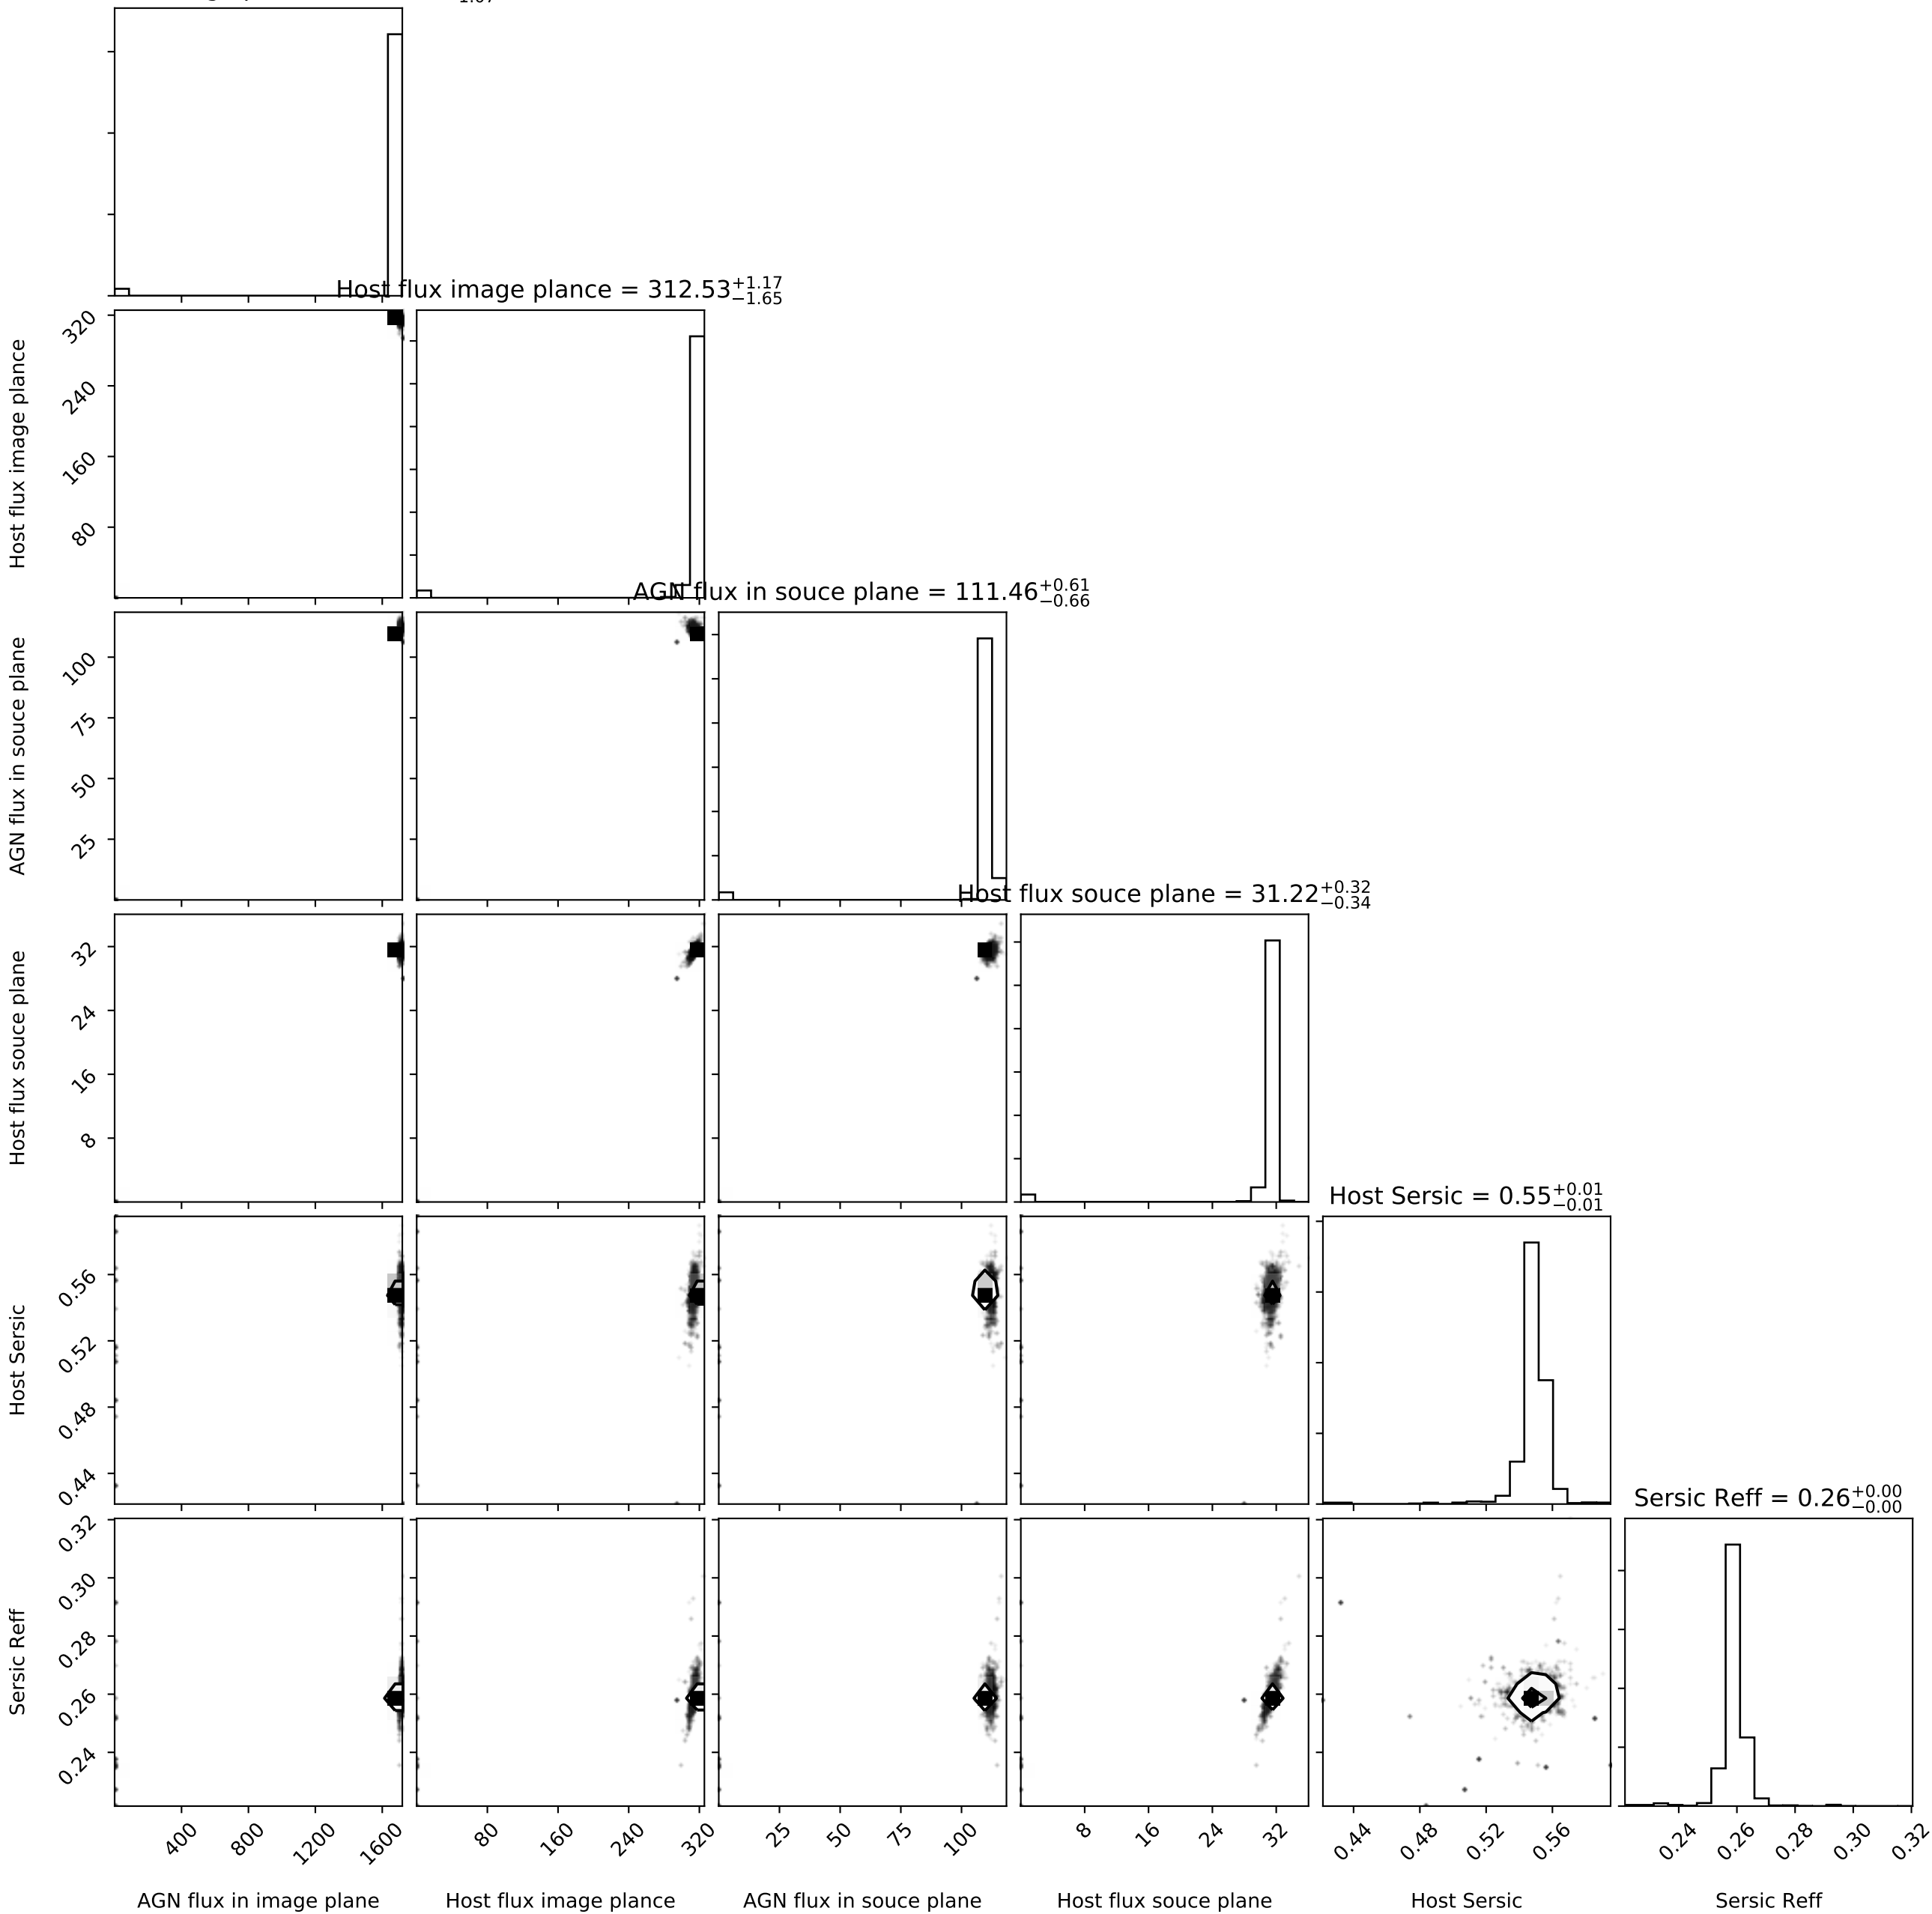 Host flux image plance = 312.53+1.17−1.65
320
240
160
80
Host flux image plance
AGN flux in souce plane = 111.46+0.61−0.66
100
75
50
25
AGN flux in souce plane
Host flux souce plane = 31.22+0.32−0.34
32
24
16
8
Host flux souce plane
Host Sersic = 0.55+0.01−0.01
0.56
0.52
0.48
0.44
Host Sersic
Sersic Reff = 0.26+0.00−0.00
0.32
0.30
0.28
0.26
0.24
Sersic Reff
400 800 1200 1600 80 160 240 320 25 50 75 100 8 16 24 32 0.44 0.48 0.52 0.56 0.24 0.26 0.28 0.30 0.32
AGN flux in image plane Host flux image plance AGN flux in souce plane Host flux souce plane Host Sersic Sersic Reff